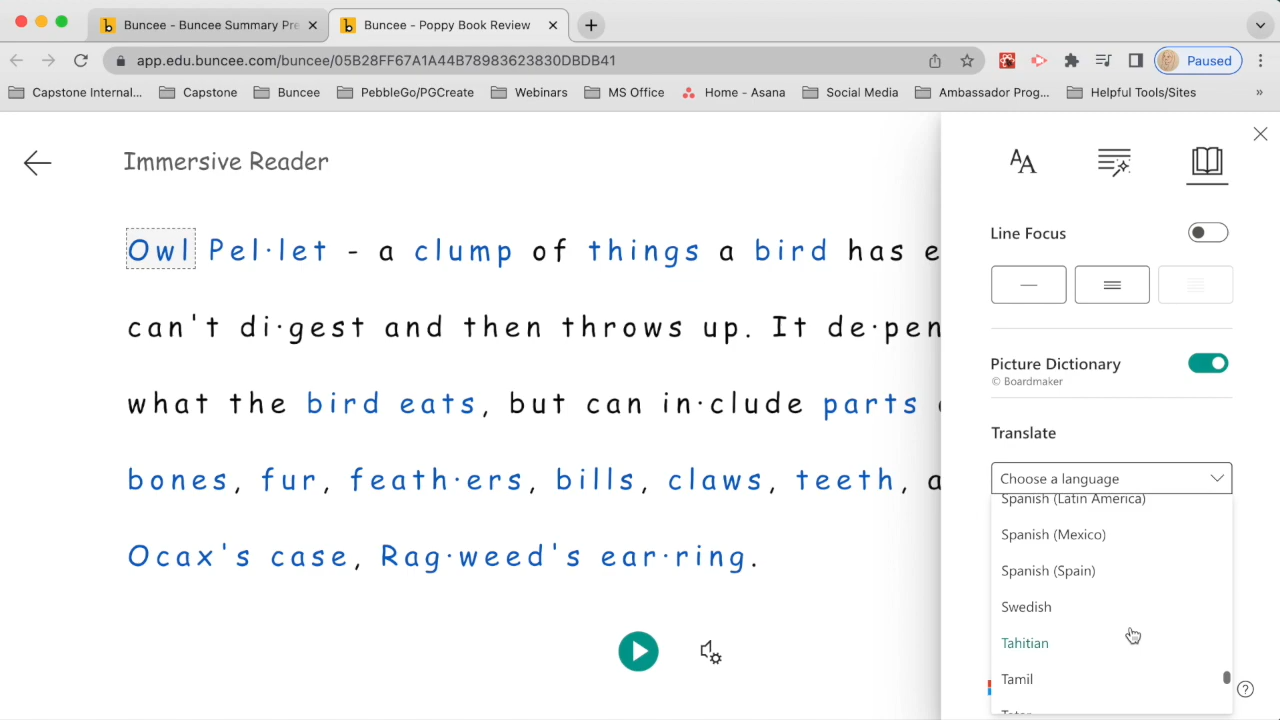 Buncee - Buncee Summary Pre
Buncee - Poppy Book Review
app.edu.buncee.com/buncee/05B28FF67A1A44B78983623830DBDB41
Paused
Capstone Internal...
Capstone
Buncee
PebbleGo/PGCreate
Webinars
MS Office
Home - Asana
Social Media
Ambassador Prog...
Helpful Tools/Sites
»
Immersive Reader
Owl Pel·let - a clump of things a bird has e
can't di·gest and then throws up. It de·pen
what the bird eats, but can in·clude parts
bones, fur, feath·ers, bills, claws, teeth, a
Ocax's case, Rag·weed's ear·ring.
Line Focus
Picture Dictionary
© Boardmaker
Translate
Choose a language
Spanish (Latin America)
Spanish (Mexico)
Spanish (Spain)
Swedish
Tahitian
Tamil